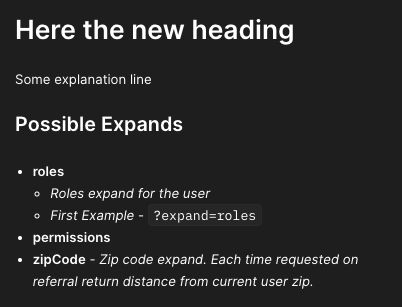 Here the new heading
Some explanation line
Possible Expands
roles
Roles expand for the user
First Example - ?expand=roles
permissions
zipCode - Zip code expand. Each time requested on
referral return distance from current user zip.